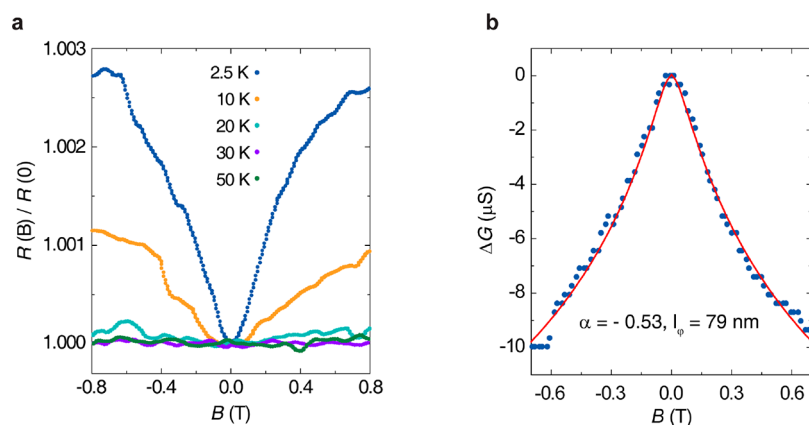 a
1.003
1.002
1.001
1.000
R (B) / R (0)
2.5 K
10 K
20 K
30 K
50 K
-0.8 -0.4 0.0 0.4 0.8
B (T)
b
0
-2
-4
-6
-8
-10
ΔG (μS)
α = - 0.53, lφ = 79 nm
-0.6 -0.3 0.0 0.3 0.6
B (T)